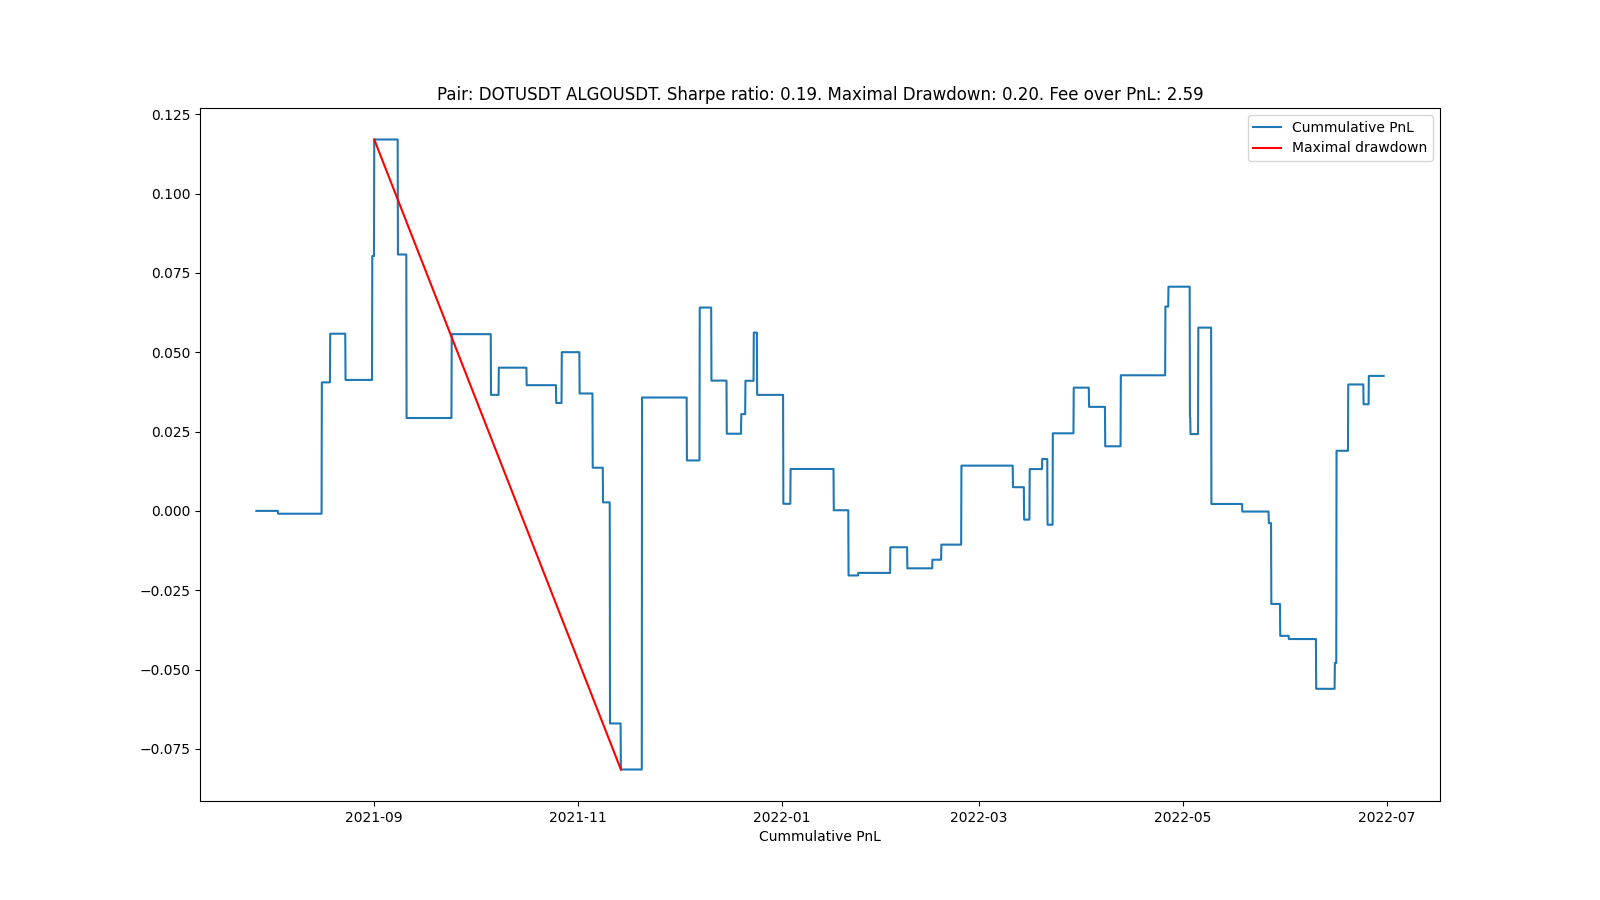 Pair: DOTUSDT ALGOUSDT. Sharpe ratio: 0.19. Maximal Drawdown: 0.20. Fee over PnL: 2.59
Cummulative PnL
Maximal drawdown
0.125
0.100
0.075
0.050
0.025
0.000
−0.025
−0.050
−0.075
2021-09 2021-11 2022-01 2022-03 2022-05 2022-07
Cummulative PnL